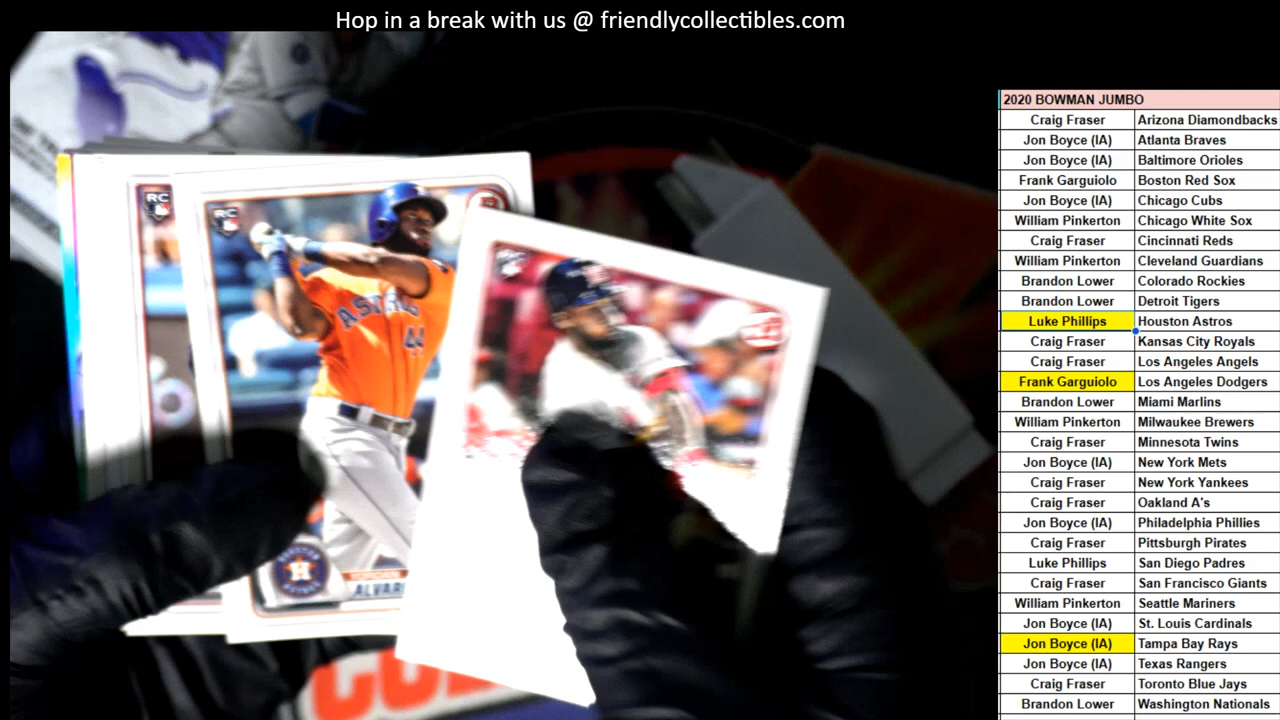 Hop in a break with us @ friendlycollectibles.com
2020 BOWMAN JUMBO
Craig Fraser Arizona Diamondbacks
Jon Boyce (IA) Atlanta Braves
Jon Boyce (IA) Baltimore Orioles
Frank Garguiolo Boston Red Sox
Jon Boyce (IA) Chicago Cubs
William Pinkerton Chicago White Sox
Craig Fraser Cincinnati Reds
William Pinkerton Cleveland Guardians
Brandon Lower Colorado Rockies
Brandon Lower Detroit Tigers
Luke Phillips Houston Astros
Craig Fraser Kansas City Royals
Craig Fraser Los Angeles Angels
Frank Garguiolo Los Angeles Dodgers
Brandon Lower Miami Marlins
William Pinkerton Milwaukee Brewers
Craig Fraser Minnesota Twins
Jon Boyce (IA) New York Mets
Craig Fraser New York Yankees
Craig Fraser Oakland A's
Jon Boyce (IA) Philadelphia Phillies
Craig Fraser Pittsburgh Pirates
Luke Phillips San Diego Padres
Craig Fraser San Francisco Giants
William Pinkerton Seattle Mariners
Jon Boyce (IA) St. Louis Cardinals
Jon Boyce (IA) Tampa Bay Rays
Jon Boyce (IA) Texas Rangers
Craig Fraser Toronto Blue Jays
Brandon Lower Washington Nationals
RC
RC
44
H